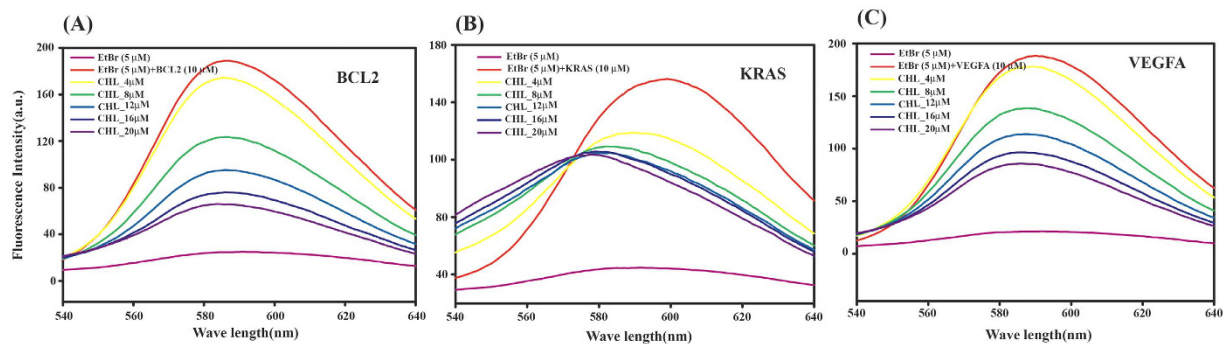 (A)
BCL2
EtBr (5 µM)
EtBr (5 µM)+BCL2 (10 µM)
CHL_4µM
CHL_8µM
CHL_12µM
CHL_16µM
CHL_20µM
Fluorescence Intensity(a.u.)
200
160
120
80
40
0
540
560
580
600
620
640
Wave length(nm)
(B)
KRAS
EtBr (5 µM)
EtBr (5 µM)+KRAS (10 µM)
CHL_4µM
CHL_8µM
CHL_12µM
CHL_16µM
CHL_20µM
180
160
140
120
100
80
60
40
540
560
580
600
620
640
Wave length(nm)
(C)
VEGFA
EtBr (5 µM)
EtBr (5 µM)+VEGFA (10 µM)
CHL_4µM
CHL_8µM
CHL_12µM
CHL_16µM
CHL_20µM
200
150
100
50
0
-50
540
560
580
600
620
640
Wave length(nm)